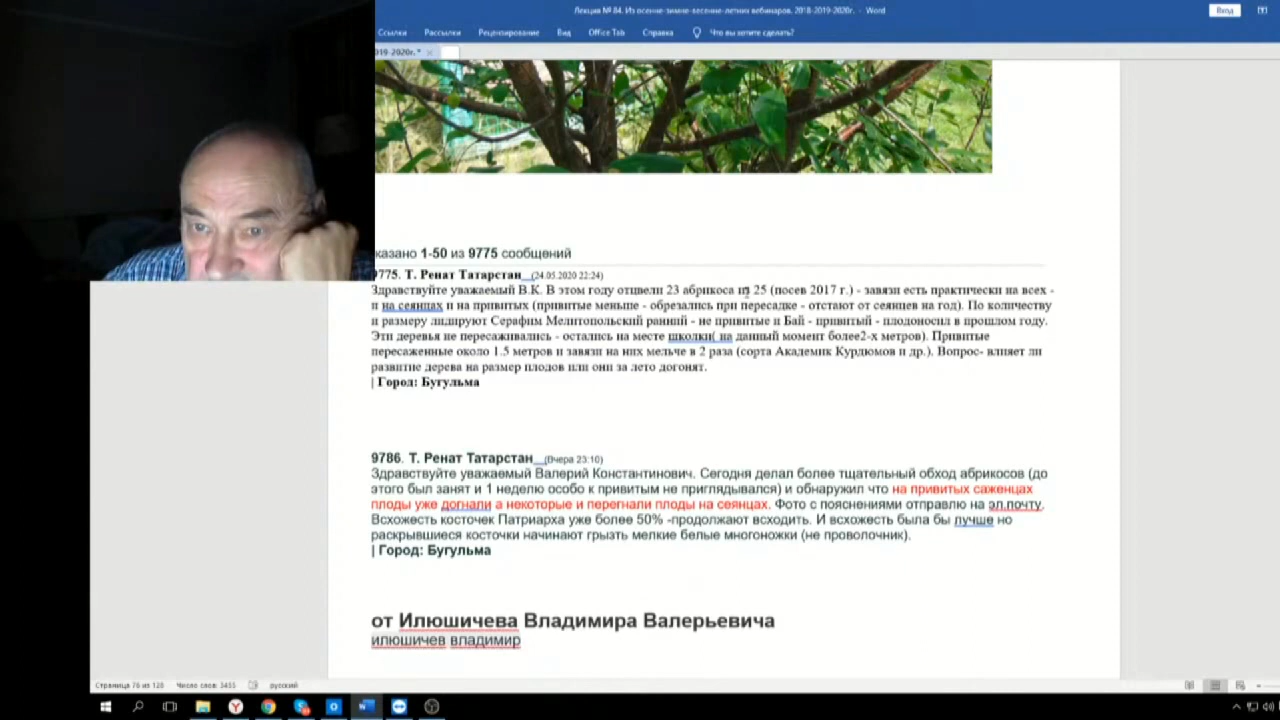 Лекция № 84. Из осенне-зимне-весенне-летних вебинаров. 2018-2019-2020г. - Word
Вход
Ссылки Рассылки Рецензирование Вид Office Tab Справка Что вы хотите сделать?
019-2020г.*
казано 1-50 из 9775 сообщений
9775. Т. Ренат Татарстан (24.05.2020 22:24)
Здравствуйте уважаемый В.К. В этом году отцвели 23 абрикоса из 25 (посев 2017 г.) - завязи есть практически на всех -
и на сеянцах и на привитых (привитые меньше - обрезались при пересадке - отстают от сеянцев на год). По количеству
и размеру лидируют Серафим Мелитопольский ранний - не привитые и Бай - привитый - плодоносил в прошлом году.
Эти деревья не пересаживались - остались на месте школки( на данный момент более2-х метров). Привитые
пересаженные около 1.5 метров и завязи на них мельче в 2 раза (сорта Академик Курдюмов и др.). Вопрос- влияет ли
развитие дерева на размер плодов или они за лето догонят.
| Город: Бугульма
9786. Т. Ренат Татарстан (Вчера 23:10)
Здравствуйте уважаемый Валерий Константинович. Сегодня делал более тщательный обход абрикосов (до
этого был занят и 1 неделю особо к привитым не приглядывался) и обнаружил что на привитых саженцах
плоды уже догнали а некоторые и перегнали плоды на сеянцах. Фото с пояснениями отправлю на эл.почту.
Всхожесть косточек Патриарха уже более 50% -продолжают всходить. И всхожесть была бы лучше но
раскрывшиеся косточки начинают грызть мелкие белые многоножки (не проволочник).
| Город: Бугульма
от Илюшичева Владимира Валерьевича
илюшичев владимир
Страница 76 из 128 Число слов: 5455 русский